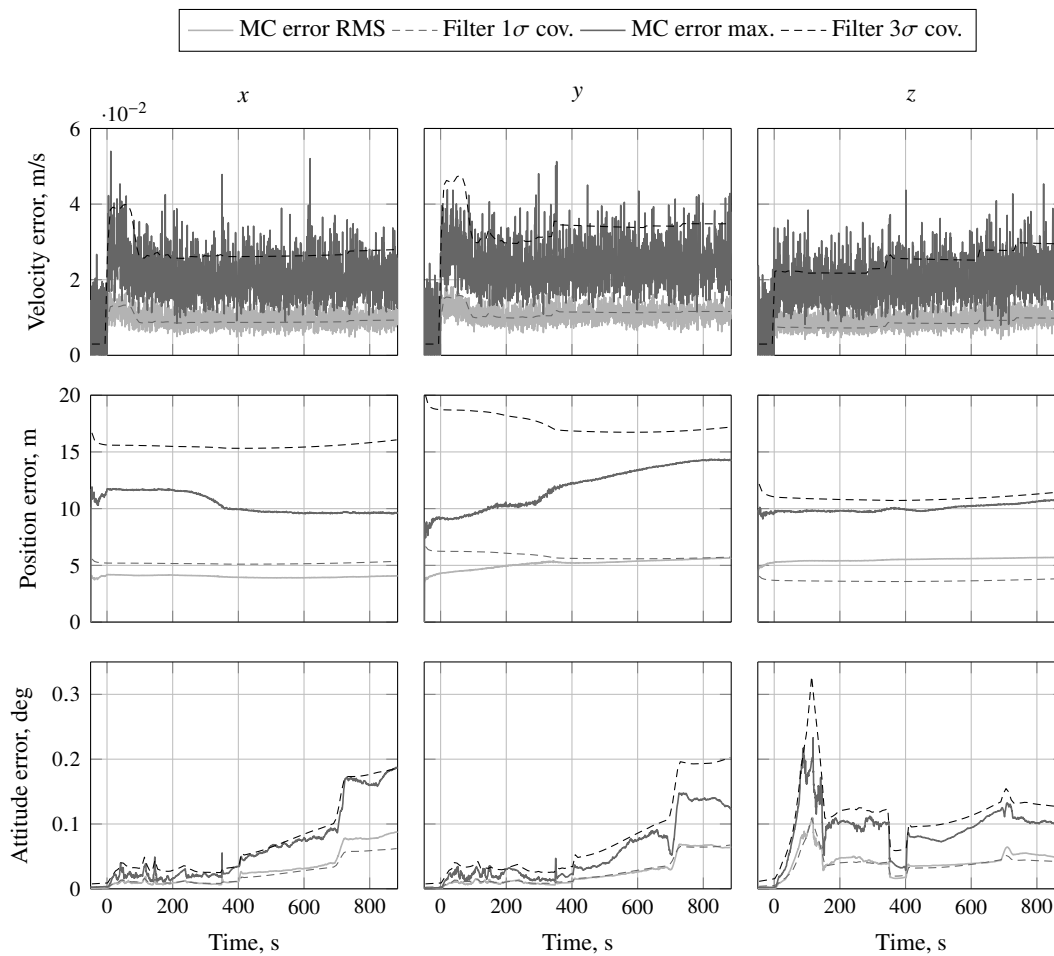 MC error RMS Filter 1σ cov. MC error max. Filter 3σ cov.
x y z
·10⁻²
Velocity error, m/s
6
4
2
0
Position error, m
20
15
10
5
0
Attitude error, deg
0.3
0.2
0.1
0
0 200 400 600 800 0 200 400 600 800 0 200 400 600 800
Time, s Time, s Time, s